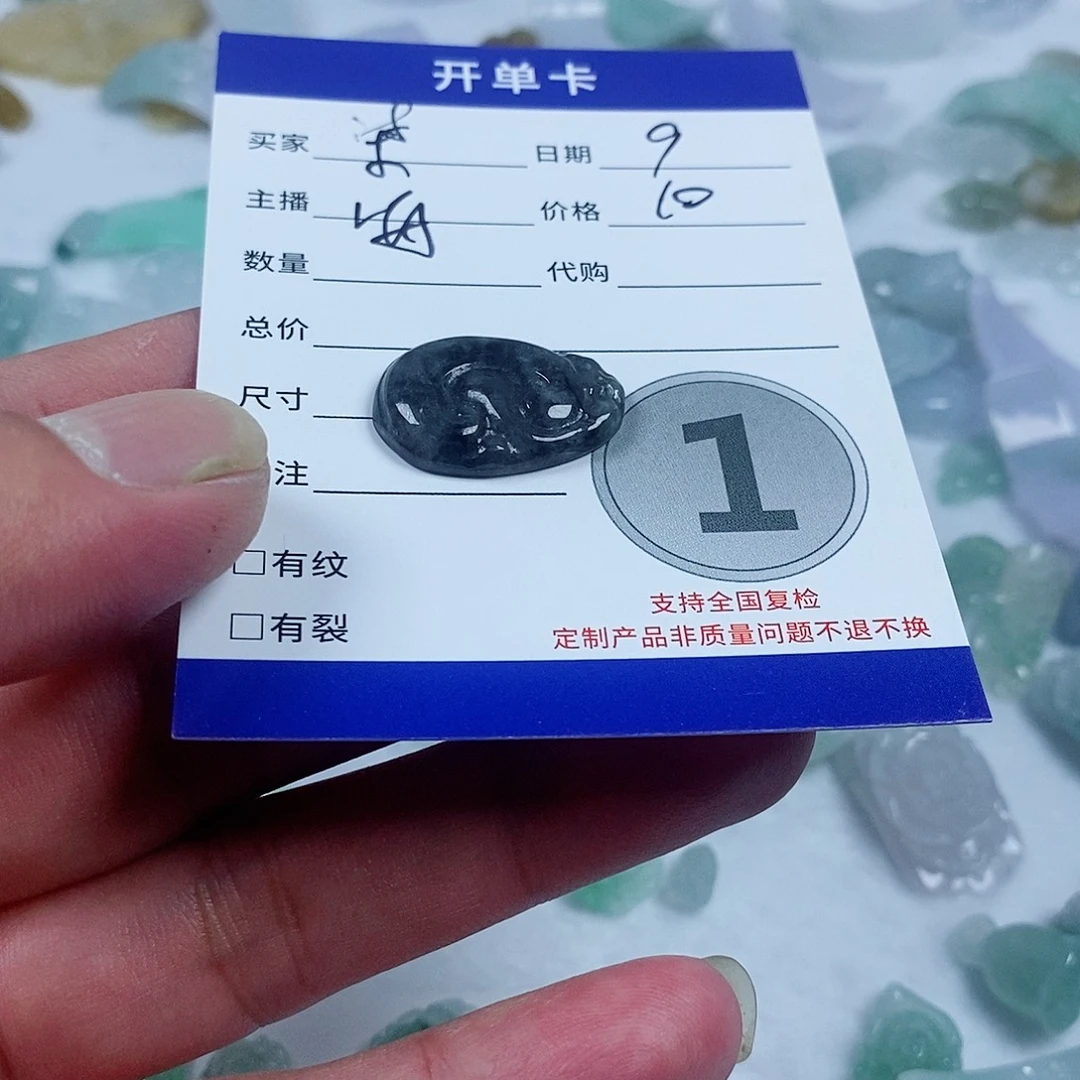 开单卡
买家 日期 9
主播 价格 10
数量 代购
总价
尺寸
注
1
□有纹
支持全国复检
□有裂
定制产品非质量问题不退不换